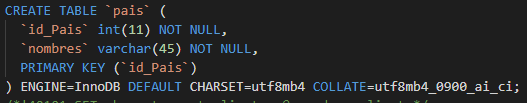 CREATE TABLE `pais` (
  `id_Pais` int(11) NOT NULL,
  `nombres` varchar(45) NOT NULL,
  PRIMARY KEY (`id_Pais`)
) ENGINE=InnoDB DEFAULT CHARSET=utf8mb4 COLLATE=utf8mb4_0900_ai_ci;